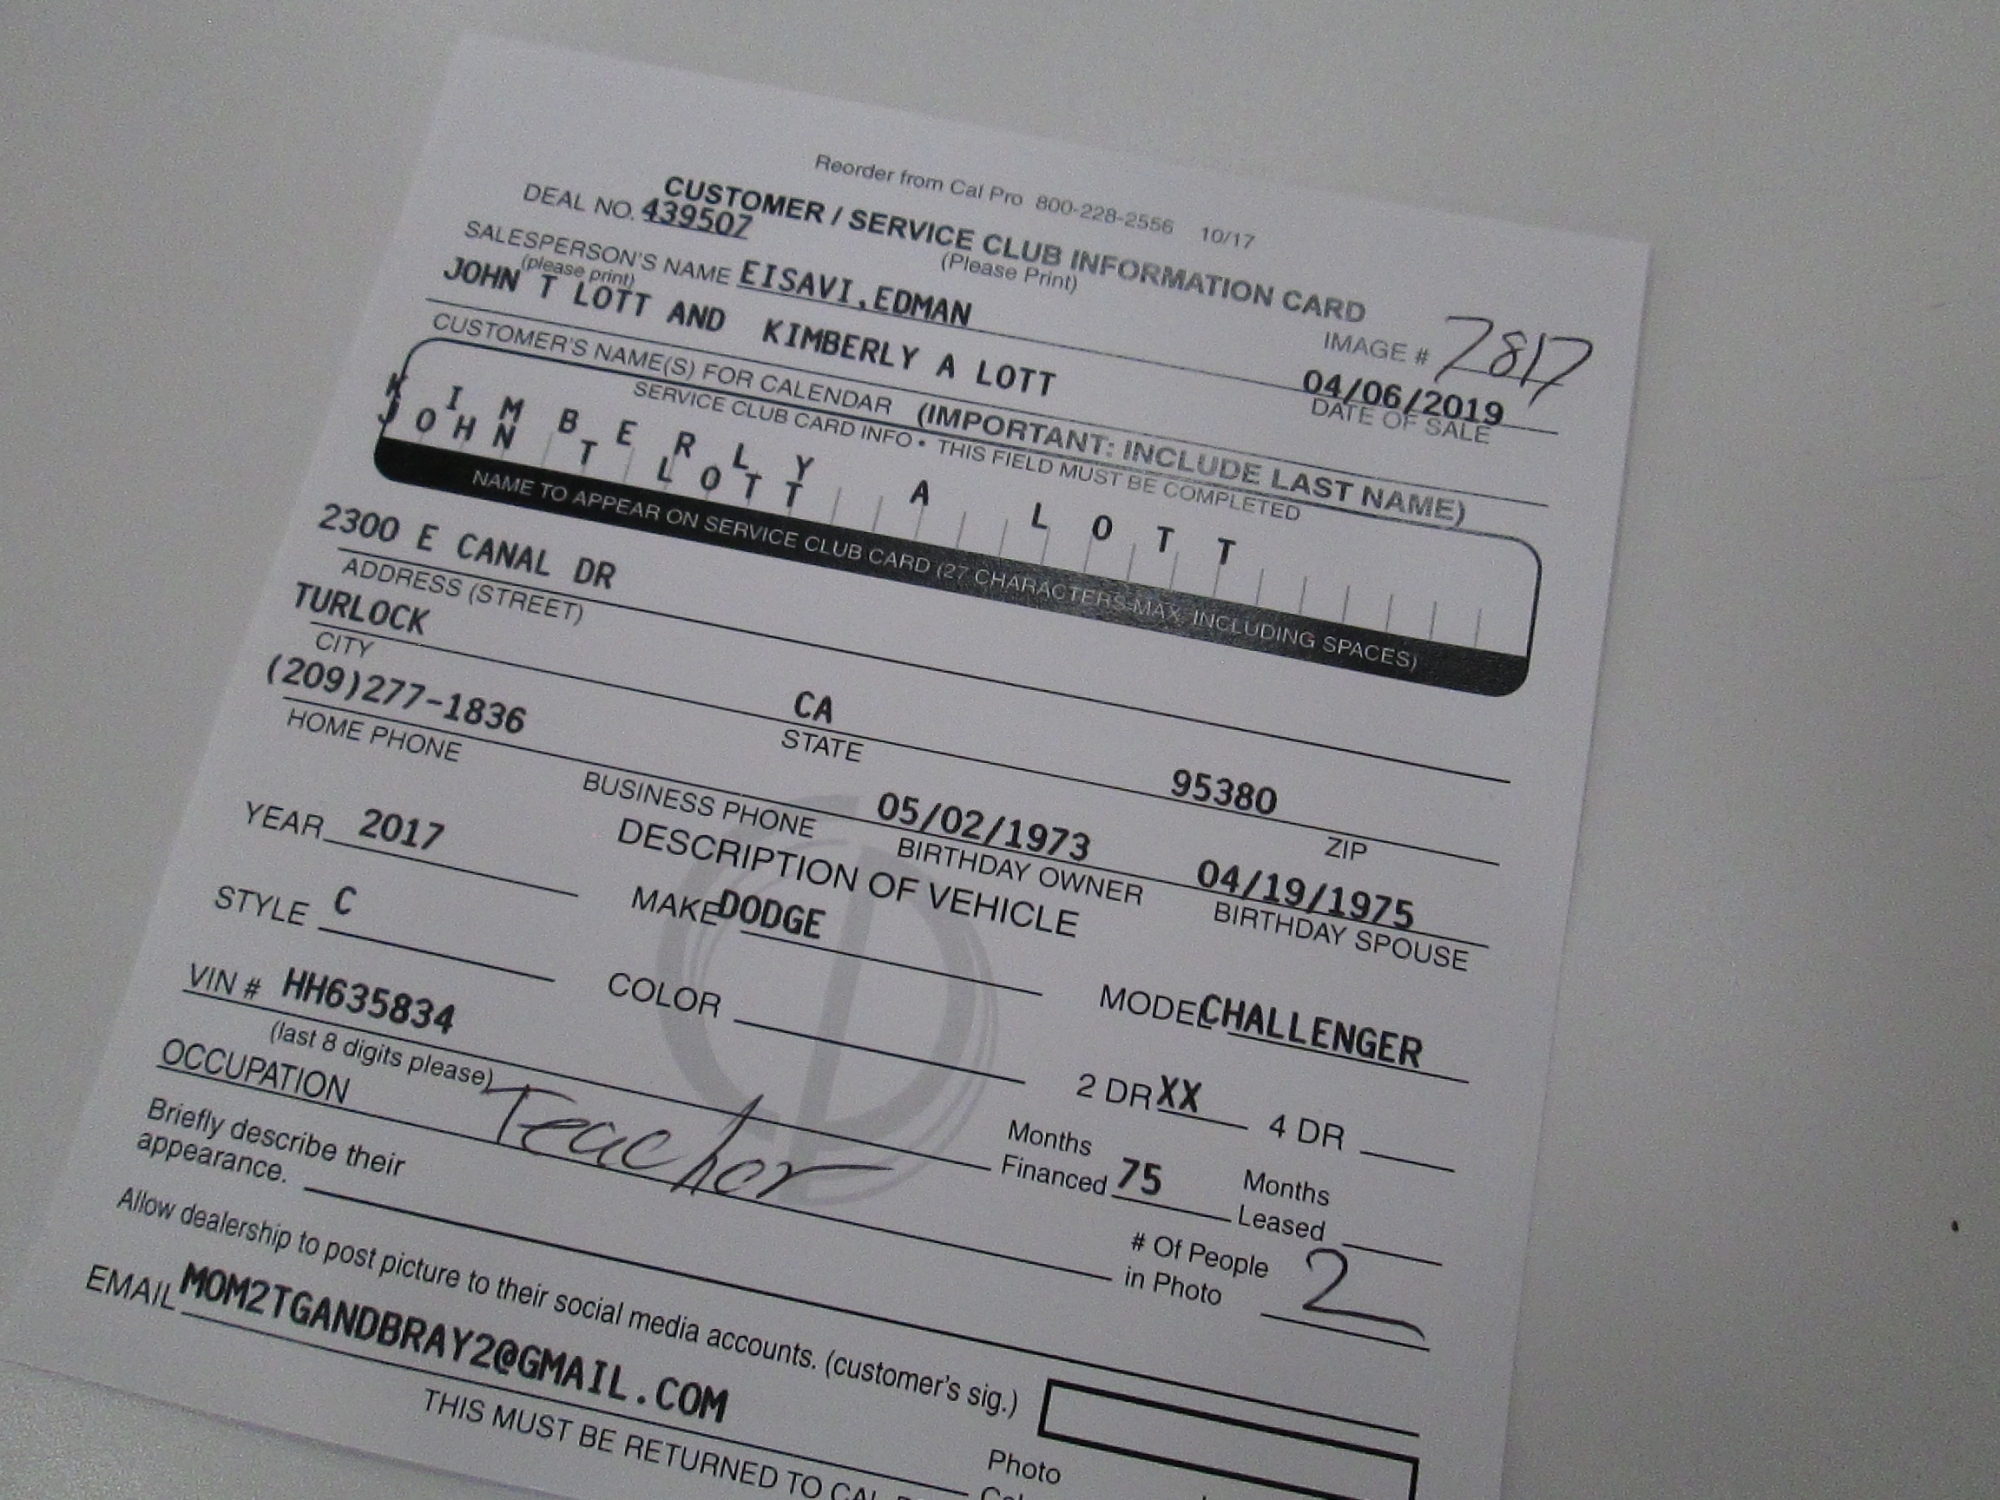 Reorder from Cal Pro 800-228-2556 10/17
CUSTOMER / SERVICE CLUB INFORMATION CARD
(Please Print)
DEAL NO. 439507
IMAGE # 7817
SALESPERSON'S NAME EISAVI,EDMAN
(please print)
04/06/2019
DATE OF SALE
JOHN T LOTT AND KIMBERLY A LOTT
CUSTOMER'S NAME(S) FOR CALENDAR (IMPORTANT: INCLUDE LAST NAME)
SERVICE CLUB CARD INFO • THIS FIELD MUST BE COMPLETED
KIMBERLY A LOTT
JOHN T LOTT
NAME TO APPEAR ON SERVICE CLUB CARD (27 CHARACTERS MAX. INCLUDING SPACES)
2300 E CANAL DR
ADDRESS (STREET)
TURLOCK CA 95380
CITY STATE ZIP
(209)277-1836 05/02/1973 04/19/1975
HOME PHONE BUSINESS PHONE BIRTHDAY OWNER BIRTHDAY SPOUSE
DESCRIPTION OF VEHICLE
YEAR 2017 MAKE DODGE MODEL CHALLENGER
STYLE C COLOR 2 DR XX 4 DR
VIN # HH635834
(last 8 digits please)
Months Financed 75 Months Leased
OCCUPATION Teacher
# Of People in Photo 2
Briefly describe their
appearance.
Allow dealership to post picture to their social media accounts. (customer's sig.)
EMAIL MOM2TGANDBRAY2@GMAIL.COM
THIS MUST BE RETURNED TO CAL
Photo